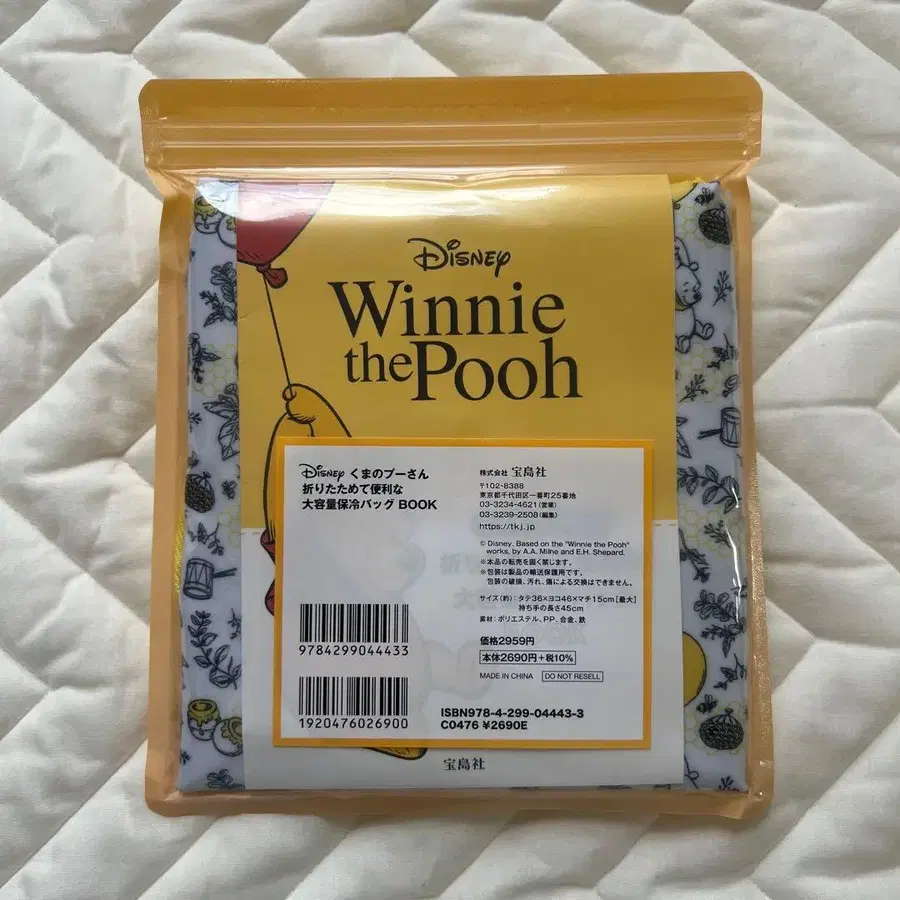 Disney
Winnie
the Pooh
Disney くまのプーさん
折りたためて便利な
大容量保冷バッグ BOOK
株式会社 宝島社
〒102-8388
東京都千代田区一番町25番地
03-3234-4621(営業)
03-3239-2508(編集)
https://tkj.jp
© Disney. Based on the "Winnie the Pooh"
works, by A.A. Milne and E.H. Shepard.
※本品の転売を固く禁じます。
※包装は製品の輸送保護用です。
包装の破損、汚れ、傷による交換はできません。
サイズ(約):タテ36×ヨコ46×マチ15cm[最大]
持ち手の長さ45cm
素材:ポリエステル、PP、合金、鉄
価格2959円
本体2690円+税10%
MADE IN CHINA DO NOT RESELL
9784299044433
1920476026900
ISBN978-4-299-04443-3
C0476 ¥2690E
宝島社